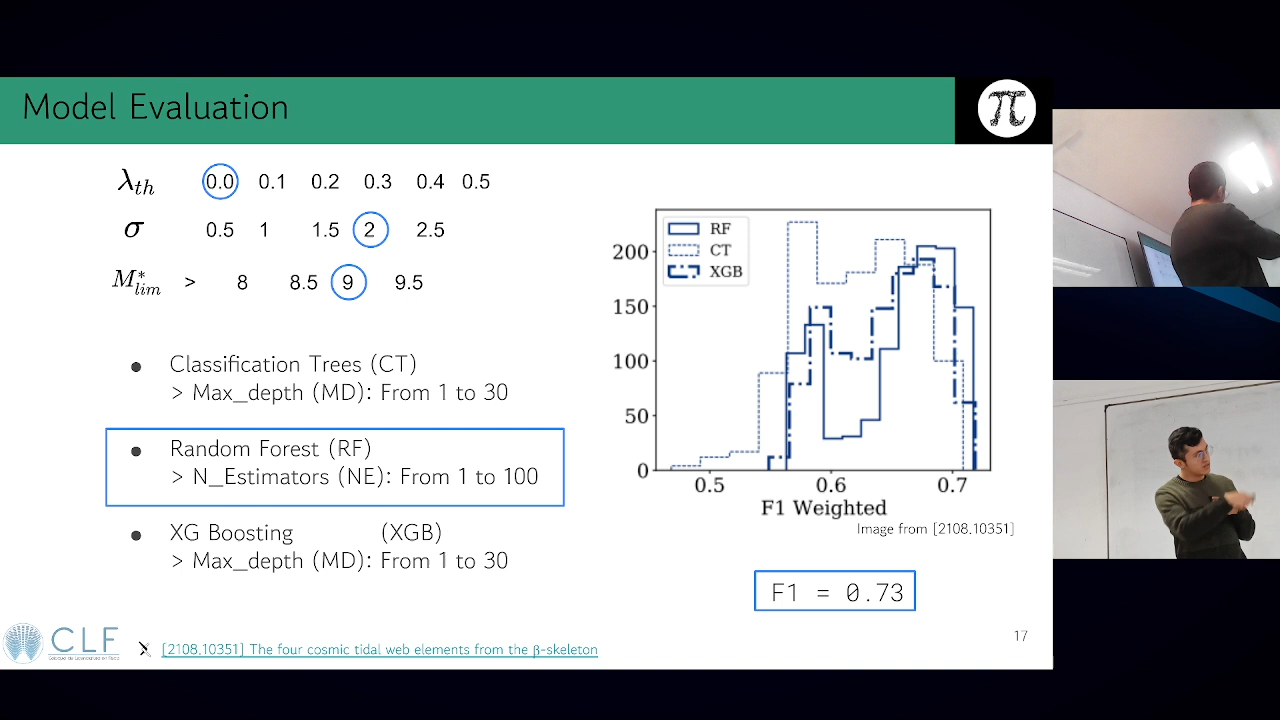 Model Evaluation
π
λth 0.0 0.1 0.2 0.3 0.4 0.5
σ 0.5 1 1.5 2 2.5
M*lim > 8 8.5 9 9.5
● Classification Trees (CT)
> Max_depth (MD): From 1 to 30
● Random Forest (RF)
> N_Estimators (NE): From 1 to 100
● XG Boosting (XGB)
> Max_depth (MD): From 1 to 30
RF
CT
XGB
200
150
100
50
0
0.5 0.6 0.7
F1 Weighted
Image from [2108.10351]
F1 = 0.73
17
CLF
[2108.10351] The four cosmic tidal web elements from the β-skeleton